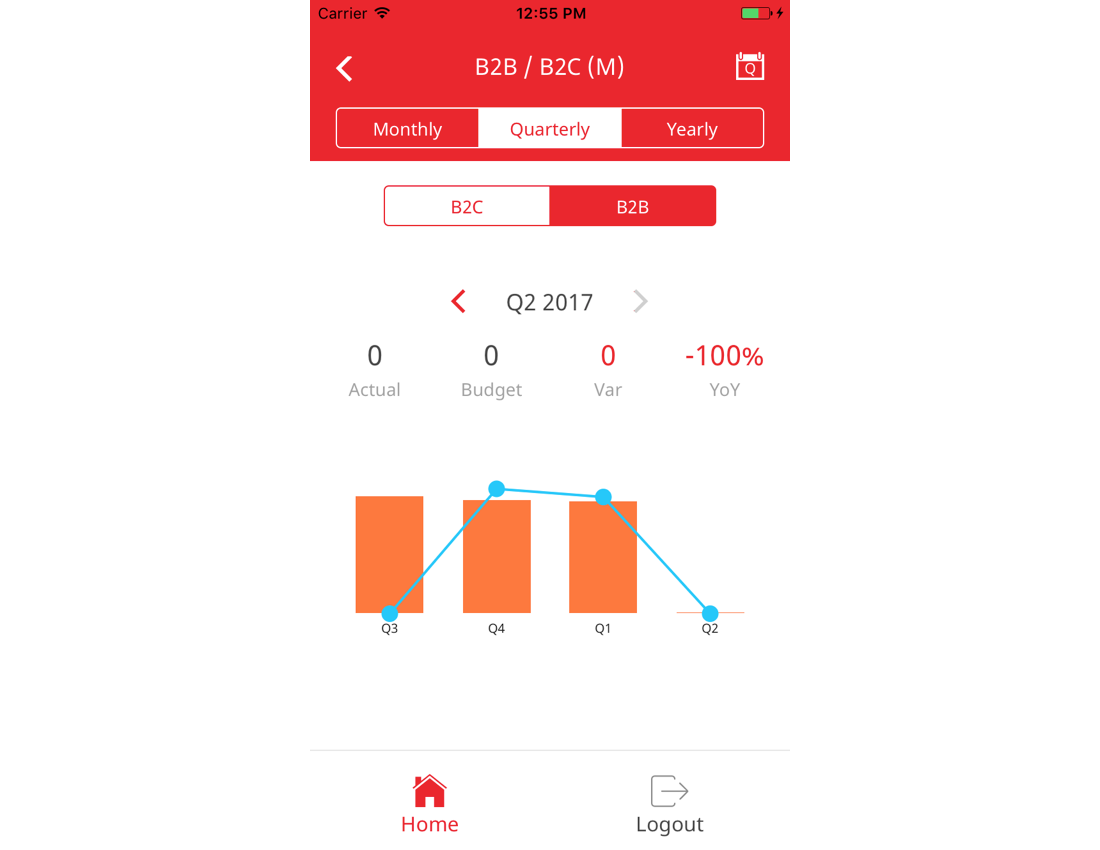 Carrier 12:55 PM
B2B / B2C (M)
Q
Monthly Quarterly Yearly
B2C B2B
Q2 2017
0 0 0 -100%
Actual Budget Var YoY
Q3 Q4 Q1 Q2
Home Logout